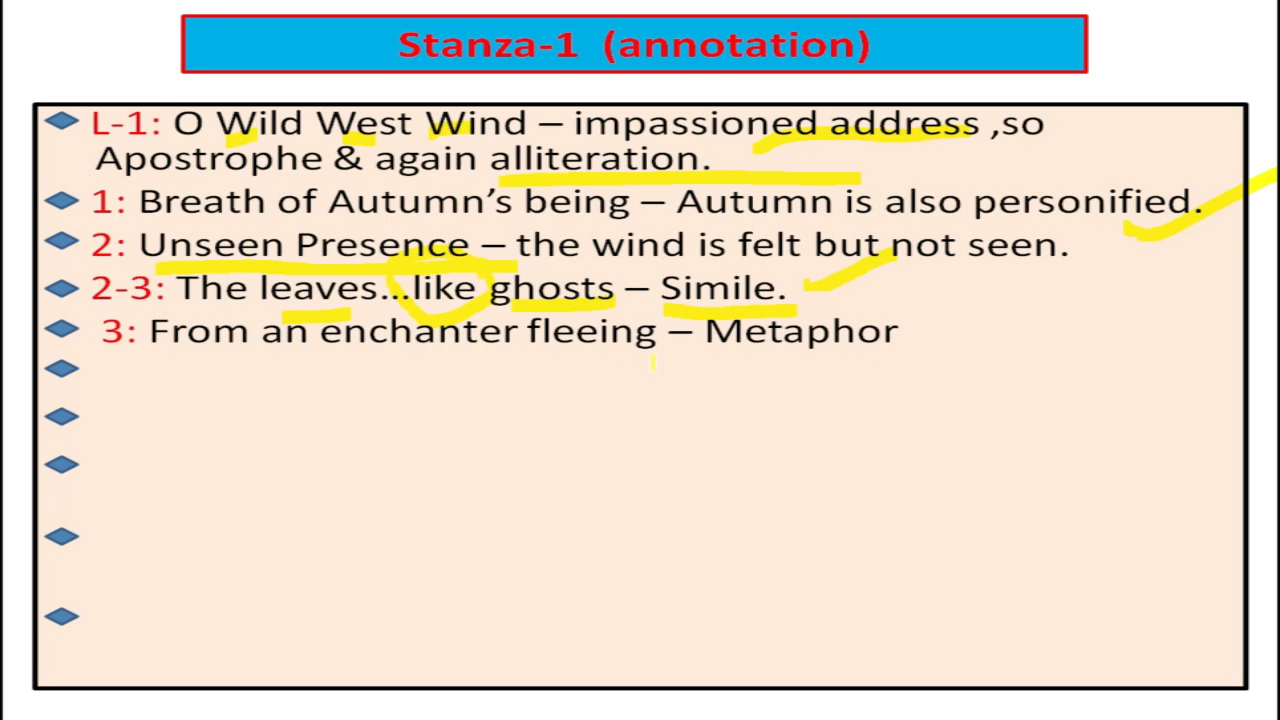 Stanza-1 (annotation)
L-1: O Wild West Wind – impassioned address ,so
Apostrophe & again alliteration.
1: Breath of Autumn’s being – Autumn is also personified.
2: Unseen Presence – the wind is felt but not seen.
2-3: The leaves...like ghosts – Simile.
3: From an enchanter fleeing – Metaphor